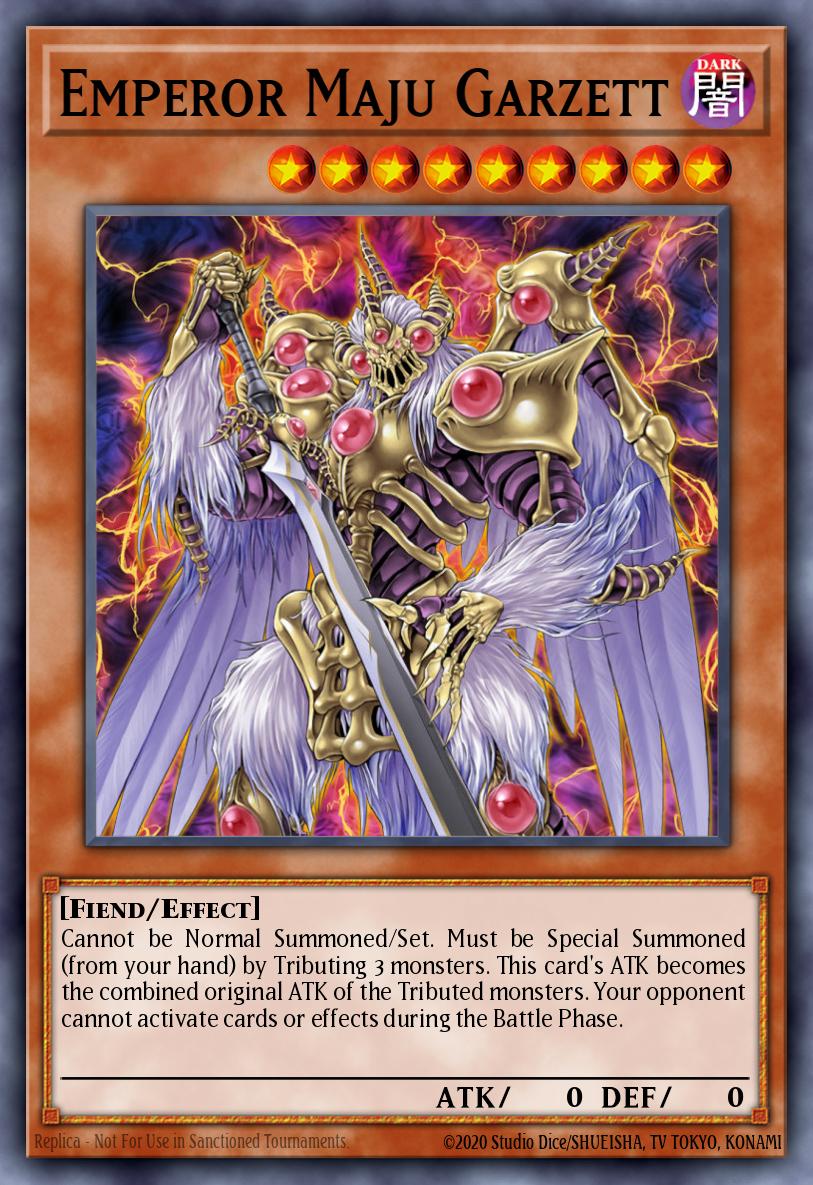 Emperor Maju Garzett
DARK
闇
[Fiend/Effect]
Cannot be Normal Summoned/Set. Must be Special Summoned
(from your hand) by Tributing 3 monsters. This card's ATK becomes
the combined original ATK of the Tributed monsters. Your opponent
cannot activate cards or effects during the Battle Phase.
ATK/ 0 DEF/ 0
Replica - Not For Use in Sanctioned Tournaments.
©2020 Studio Dice/SHUEISHA, TV TOKYO, KONAMI